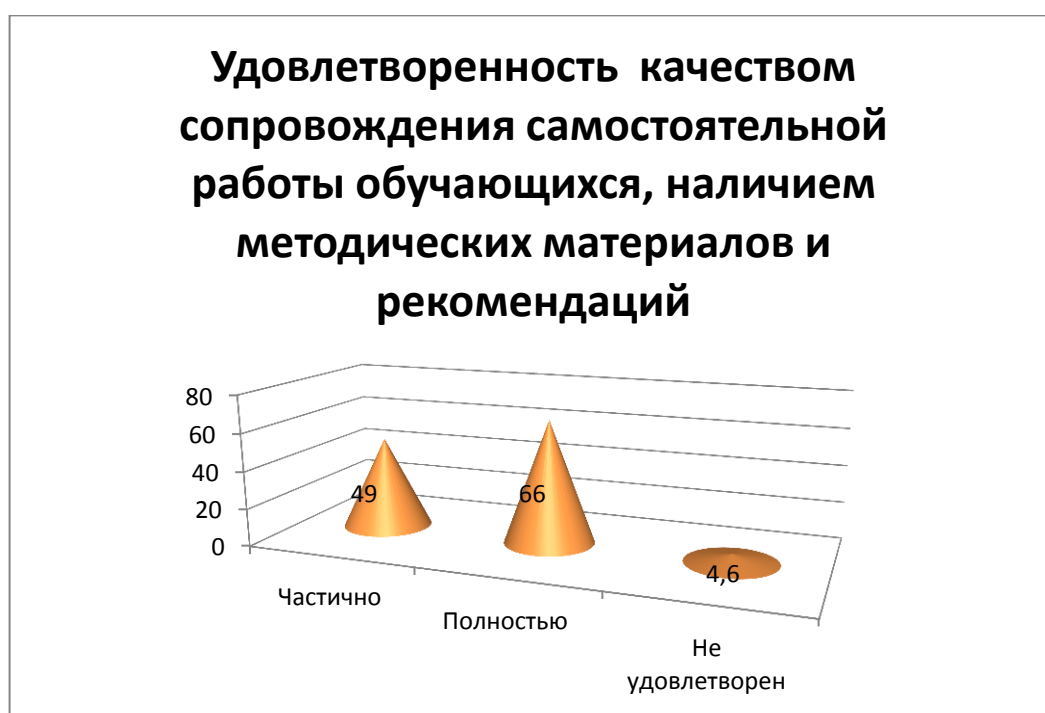 Удовлетворенность качеством
сопровождения самостоятельной
работы обучающихся, наличием
методических материалов и
рекомендаций
80
60
40
20
0
49
66
4,6
Частично
Полностью
Не
удовлетворен